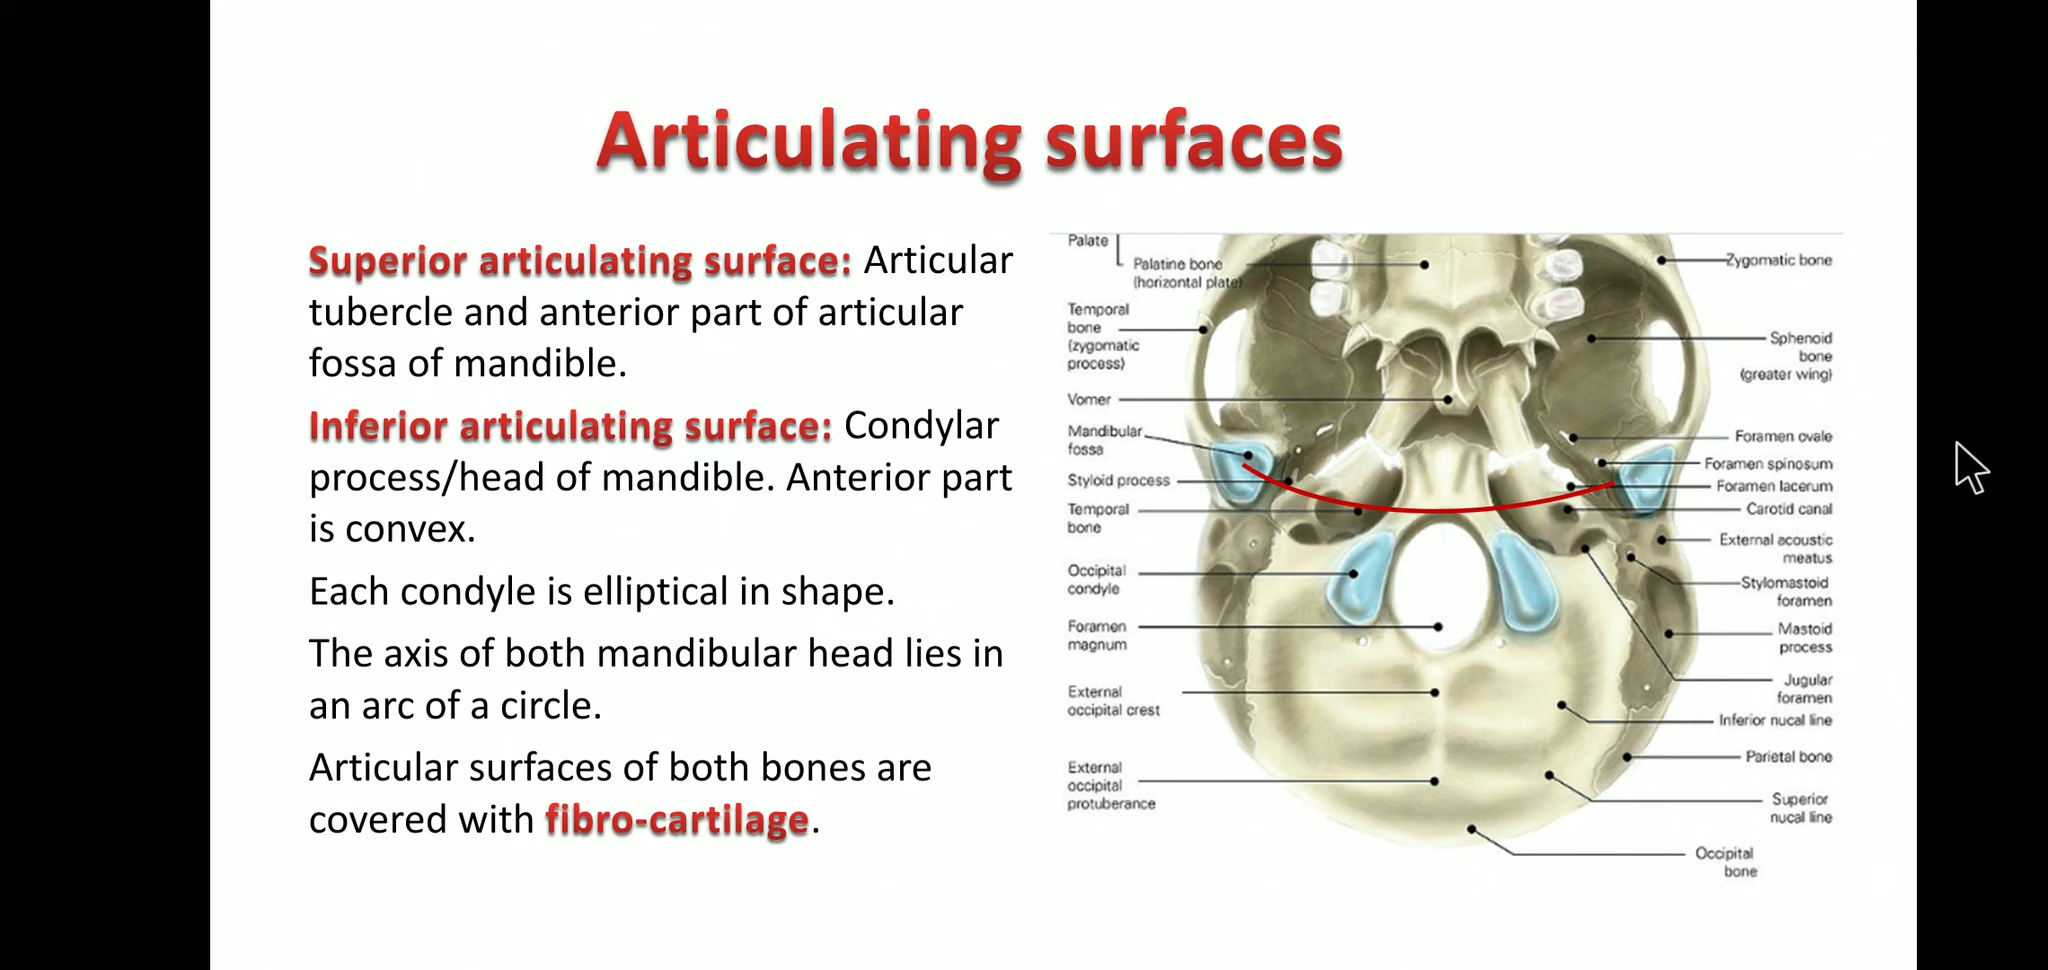 Articulating surfaces
Superior articulating surface: Articular
tubercle and anterior part of articular
fossa of mandible.
Inferior articulating surface: Condylar
process/head of mandible. Anterior part
is convex.
Each condyle is elliptical in shape.
The axis of both mandibular head lies in
an arc of a circle.
Articular surfaces of both bones are
covered with fibro-cartilage.
Palate
Palatine bone
(horizontal plate)
Temporal
bone
(zygomatic
process)
Vomer
Mandibular
fossa
Styloid process
Temporal
bone
Occipital
condyle
Foramen
magnum
External
occipital crest
External
occipital
protuberance
Zygomatic bone
Sphenoid
bone
(greater wing)
Foramen ovale
Foramen spinosum
Foramen lacerum
Carotid canal
External acoustic
meatus
Stylomastoid
foramen
Mastoid
process
Jugular
foramen
Inferior nucal line
Parietal bone
Superior
nucal line
Occipital
bone